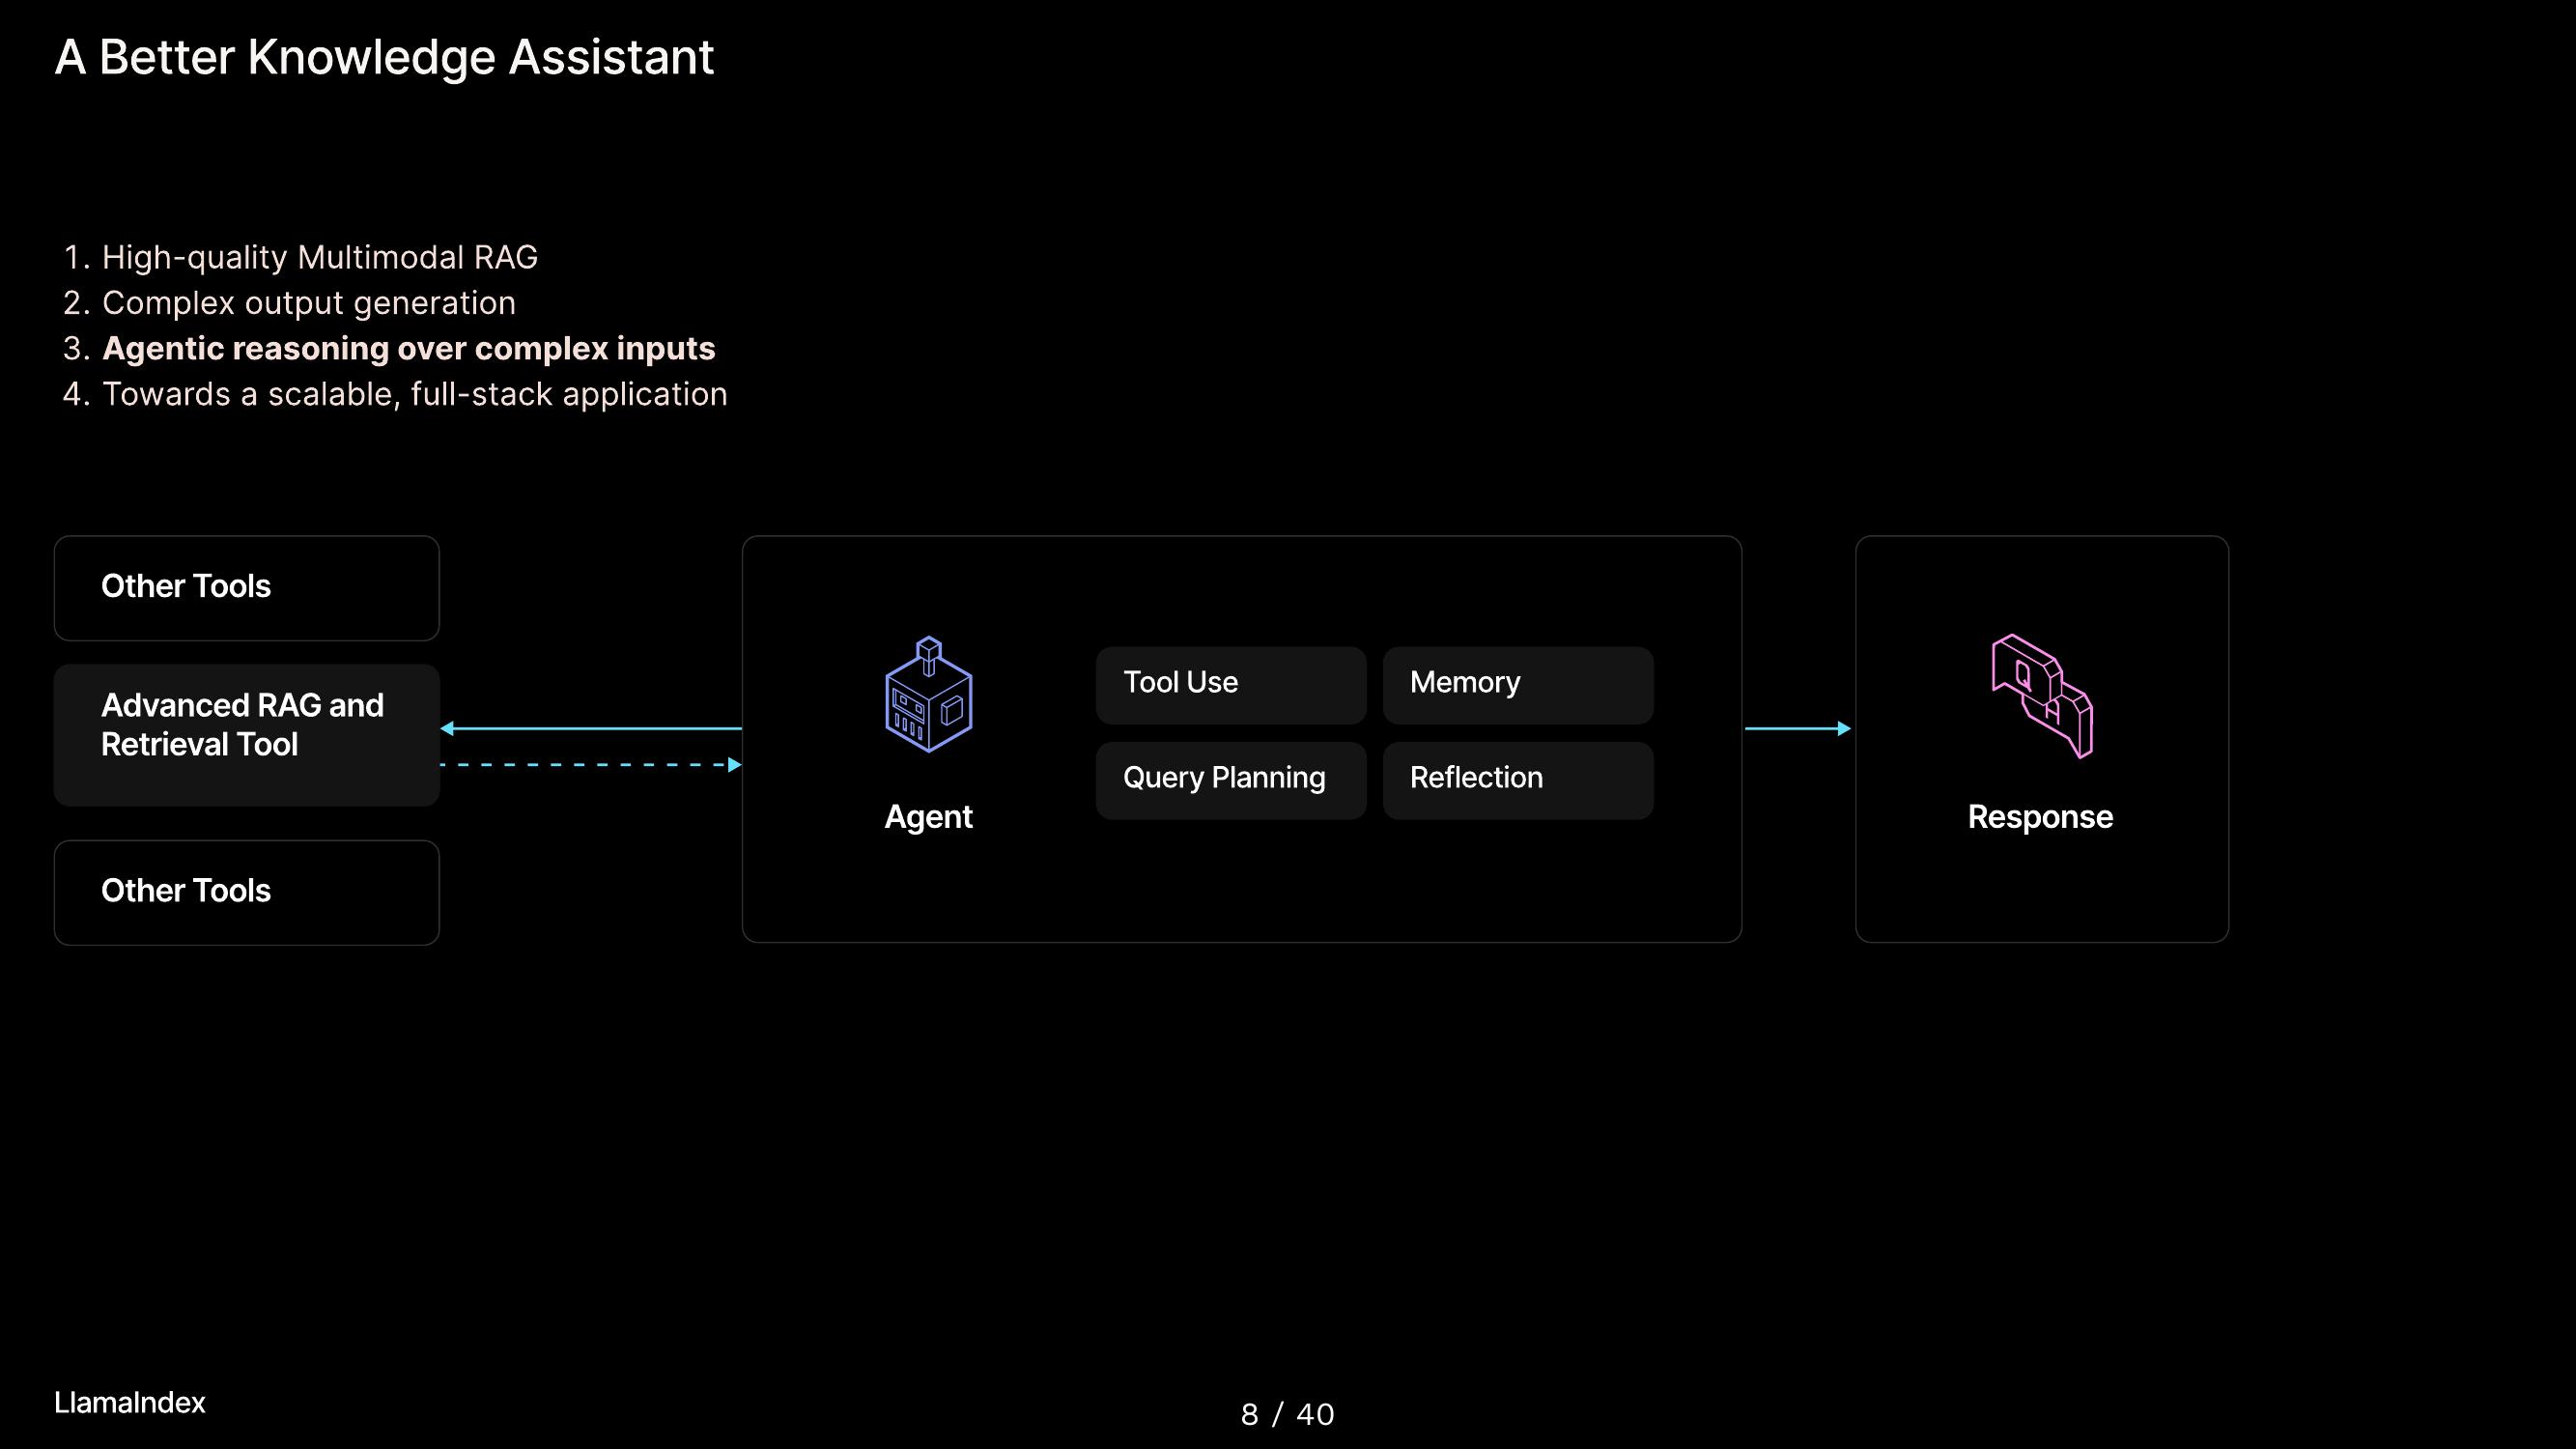 A Better Knowledge Assistant
1. High-quality Multimodal RAG
2. Complex output generation
3. Agentic reasoning over complex inputs
4. Towards a scalable, full-stack application
Other Tools
Advanced RAG and
Retrieval Tool
Other Tools
Agent
Tool Use
Memory
Query Planning
Reflection
Q
A
Response
LlamaIndex
8 / 40